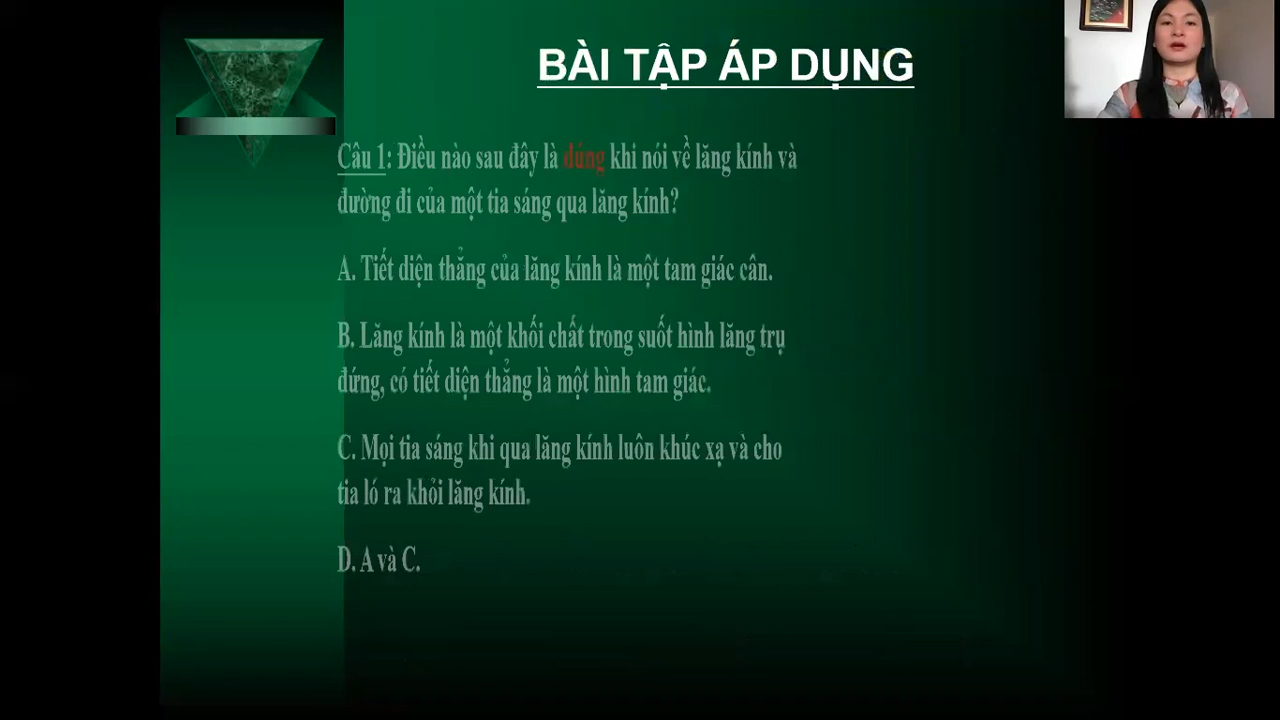 BÀI TẬP ÁP DỤNG
Câu 1: Điều nào sau đây là đúng khi nói về lăng kính và
đường đi của một tia sáng qua lăng kính?
A. Tiết diện thẳng của lăng kính là một tam giác cân.
B. Lăng kính là một khối chất trong suốt hình lăng trụ
đứng, có tiết diện thẳng là một hình tam giác.
C. Mọi tia sáng khi qua lăng kính luôn khúc xạ và cho
tia ló ra khỏi lăng kính.
D. A và C.